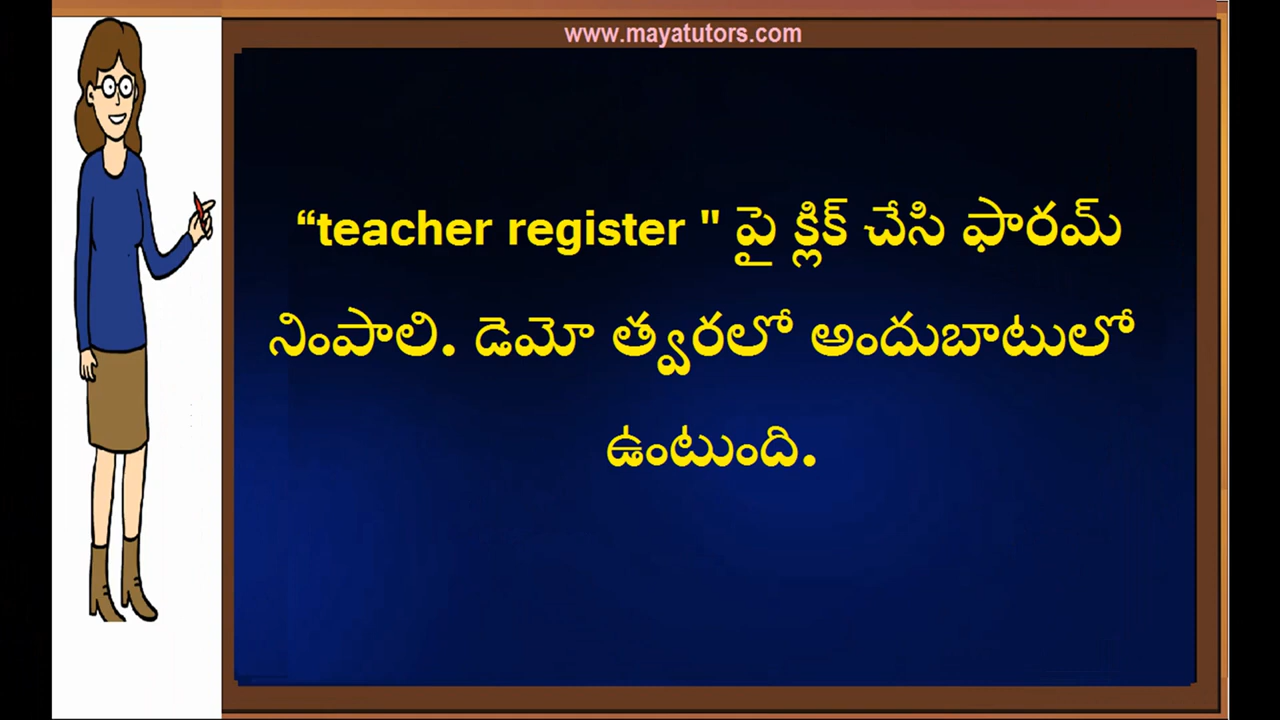 www.mayatutors.com
“teacher register " పై క్లిక్ చేసి ఫారమ్
నింపాలి. డెమో త్వరలో అందుబాటులో
ఉంటుంది.